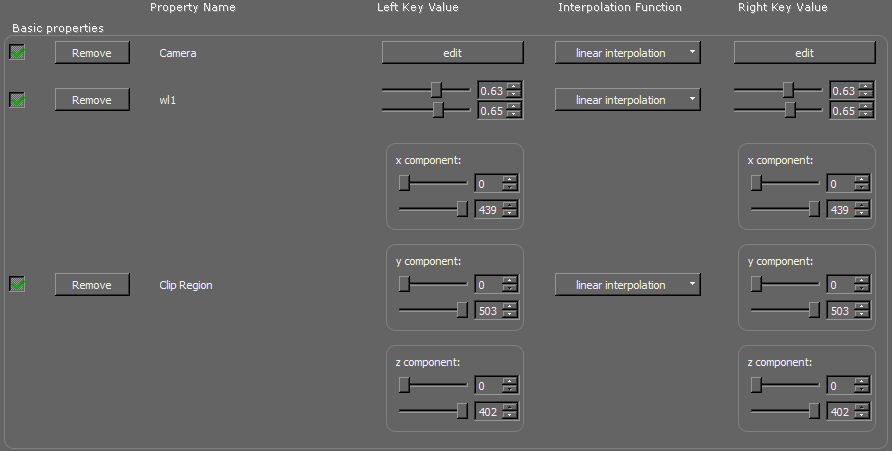 Property Name Left Key Value Interpolation Function Right Key Value
Basic properties
Remove Camera edit linear interpolation edit
Remove wl1 0.63 linear interpolation 0.63
0.65 0.65
x component: x component:
0 0
439 439
y component: y component:
Remove Clip Region 0 linear interpolation 0
503 503
z component: z component:
0 0
402 402